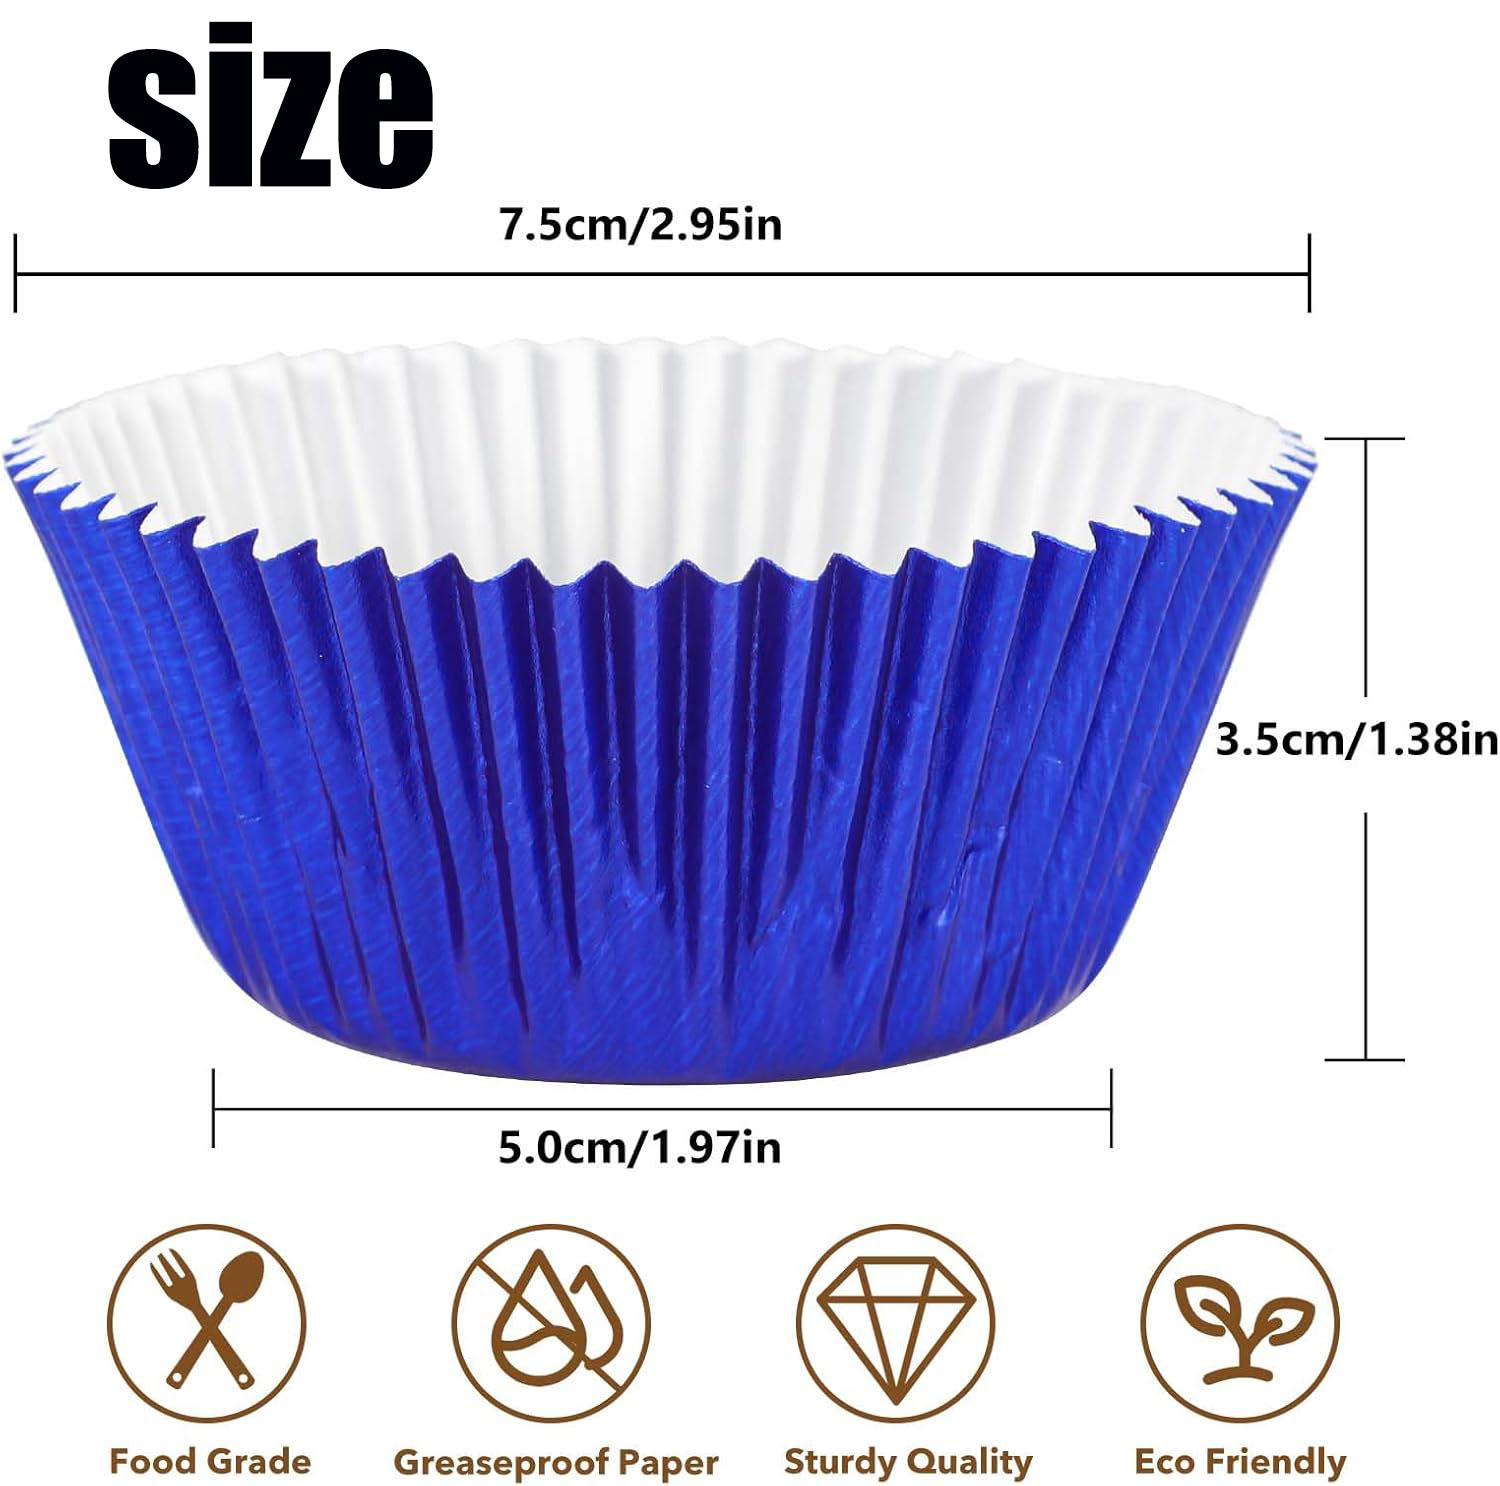 size
7.5cm/2.95in
3.5cm/1.38in
5.0cm/1.97in
Food Grade
Greaseproof Paper
Sturdy Quality
Eco Friendly